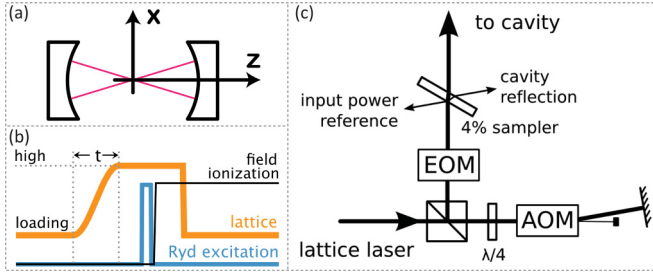 (a)
x
z
(b)
high
t
field
ionization
loading
lattice
Ryd excitation
(c)
to cavity
cavity
reflection
input power
reference
4% sampler
EOM
lattice laser
λ/4
AOM